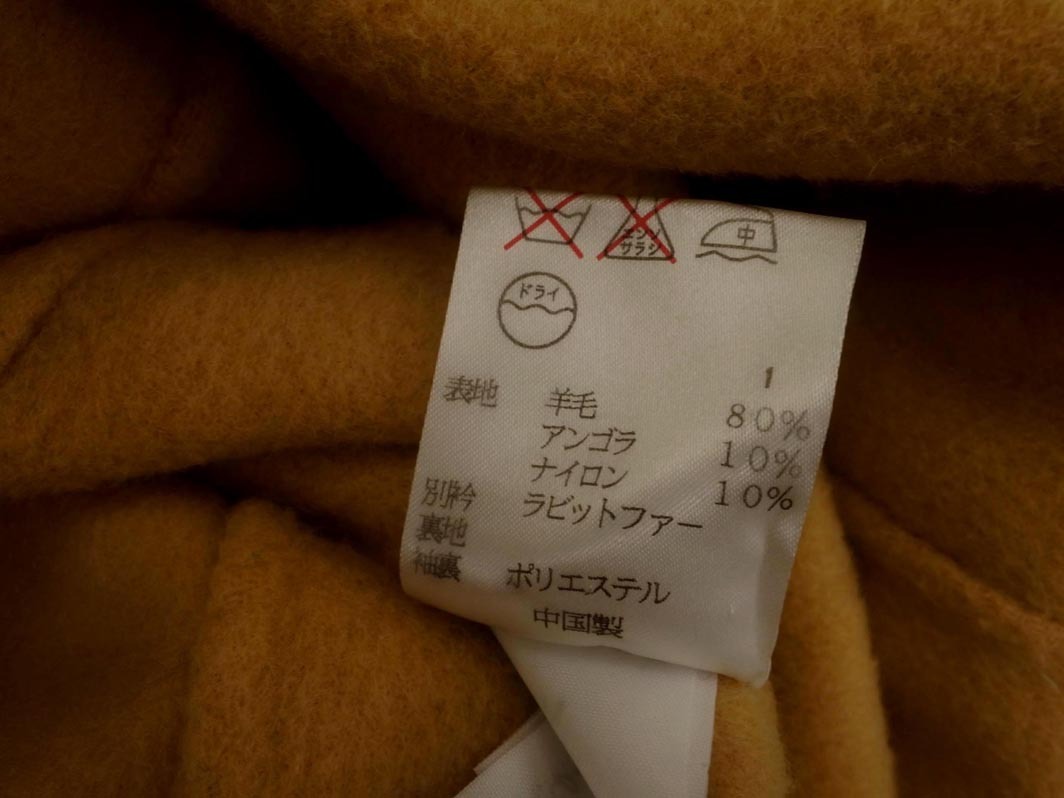 エンソ
サラシ
中
ドライ
1
表地 羊毛 80%
アンゴラ 10%
ナイロン 10%
別衿 ラビットファー
裏地
袖裏 ポリエステル
中国製